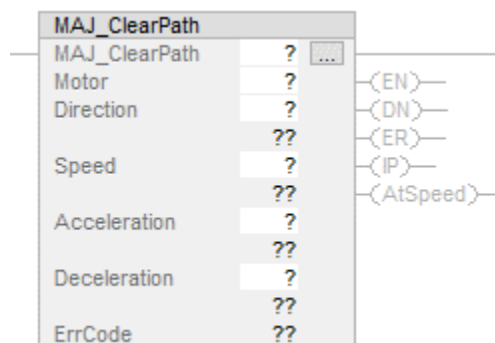 MAJ_ClearPath
MAJ_ClearPath ? ...
Motor ? (EN)
Direction ? (DN)
?? (ER)
Speed ? (IP)
?? (AtSpeed)
Acceleration ?
??
Deceleration ?
??
ErrCode ??